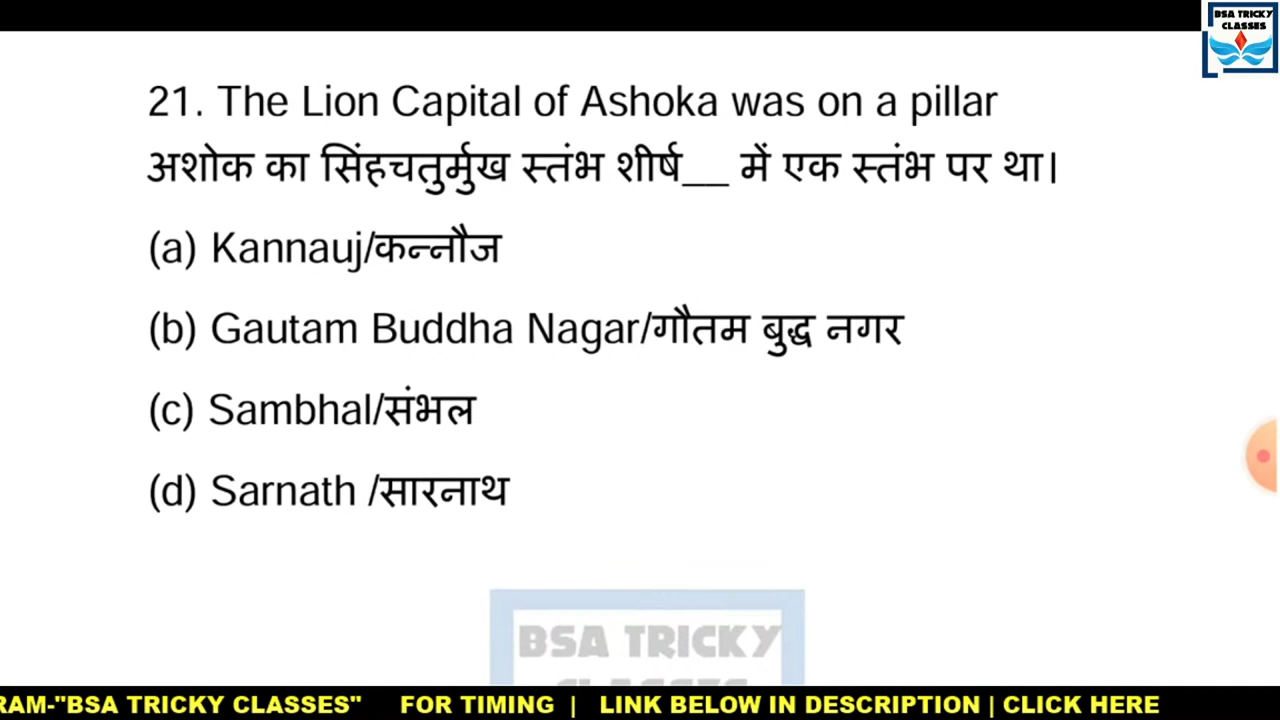 BSA TRICKY
CLASSES
21. The Lion Capital of Ashoka was on a pillar
अशोक का सिंहचतुर्मुख स्तंभ शीर्ष__ में एक स्तंभ पर था।
(a) Kannauj/कन्नौज
(b) Gautam Buddha Nagar/गौतम बुद्ध नगर
(c) Sambhal/संभल
(d) Sarnath /सारनाथ
BSA TRICKY
CLASSES
RAM-"BSA TRICKY CLASSES" FOR TIMING | LINK BELOW IN DESCRIPTION | CLICK HERE